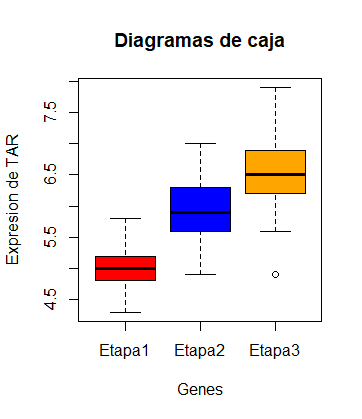 Diagramas de caja
Expresion de TAR
7.5
6.5
5.5
4.5
Etapa1 Etapa2 Etapa3
Genes